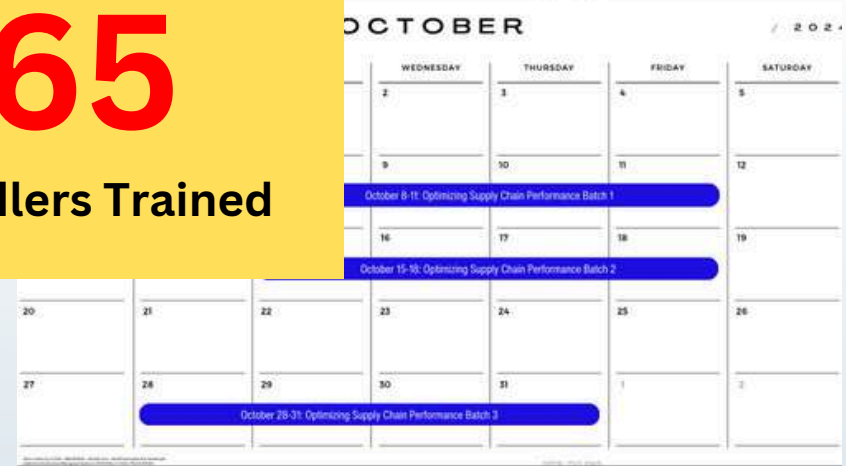 OCTOBER
/ 202
65
dlers Trained
WEDNESDAY THURSDAY FRIDAY SATURDAY
2 3 4 5
9 10 11 12
October 8-11: Optimizing Supply Chain Performance Batch 1
16 17 18 19
October 15-18: Optimizing Supply Chain Performance Batch 2
20 21 22 23 24 25 26
27 28 29 30 31 1 2
October 28-31: Optimizing Supply Chain Performance Batch 3